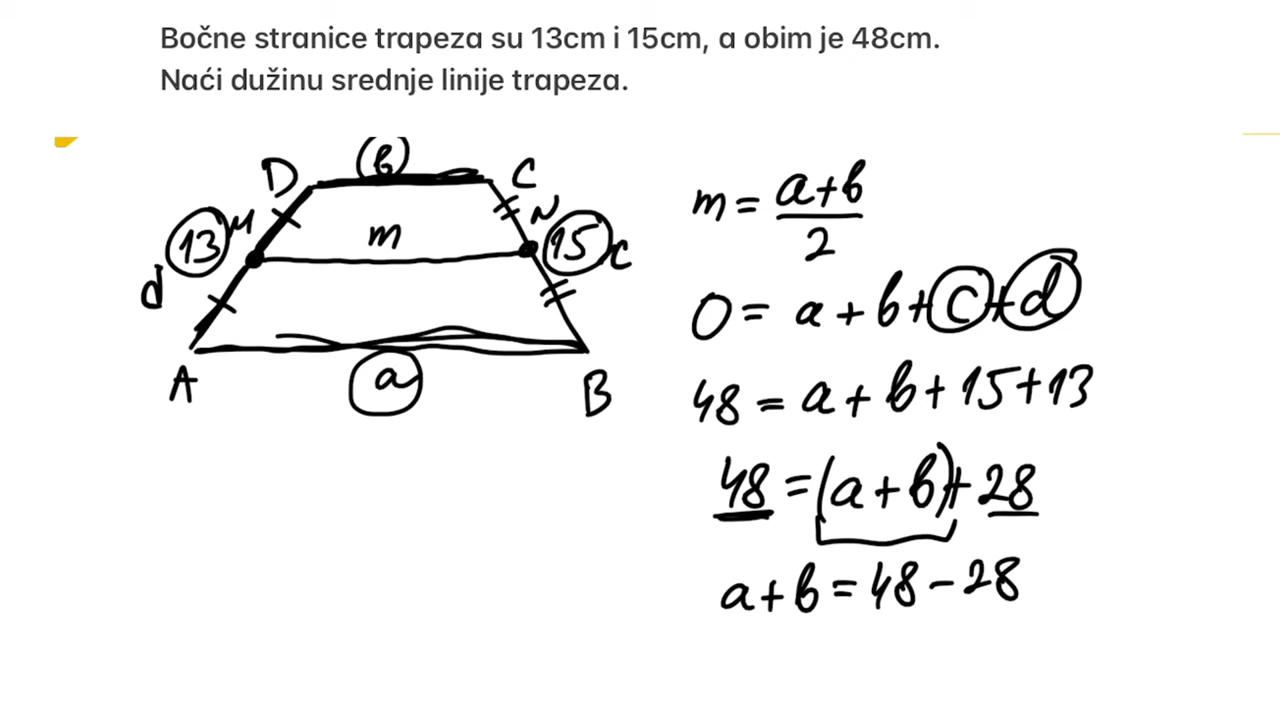 Bočne stranice trapeza su 13cm i 15cm, a obim je 48cm.
Naći dužinu srednje linije trapeza.
D (b) C
13 M m N 15 c
d
A a B
m = a+b/2
O = a + b + c + d
48 = a + b + 15 + 13
48 = (a + b) + 28
a + b = 48 - 28